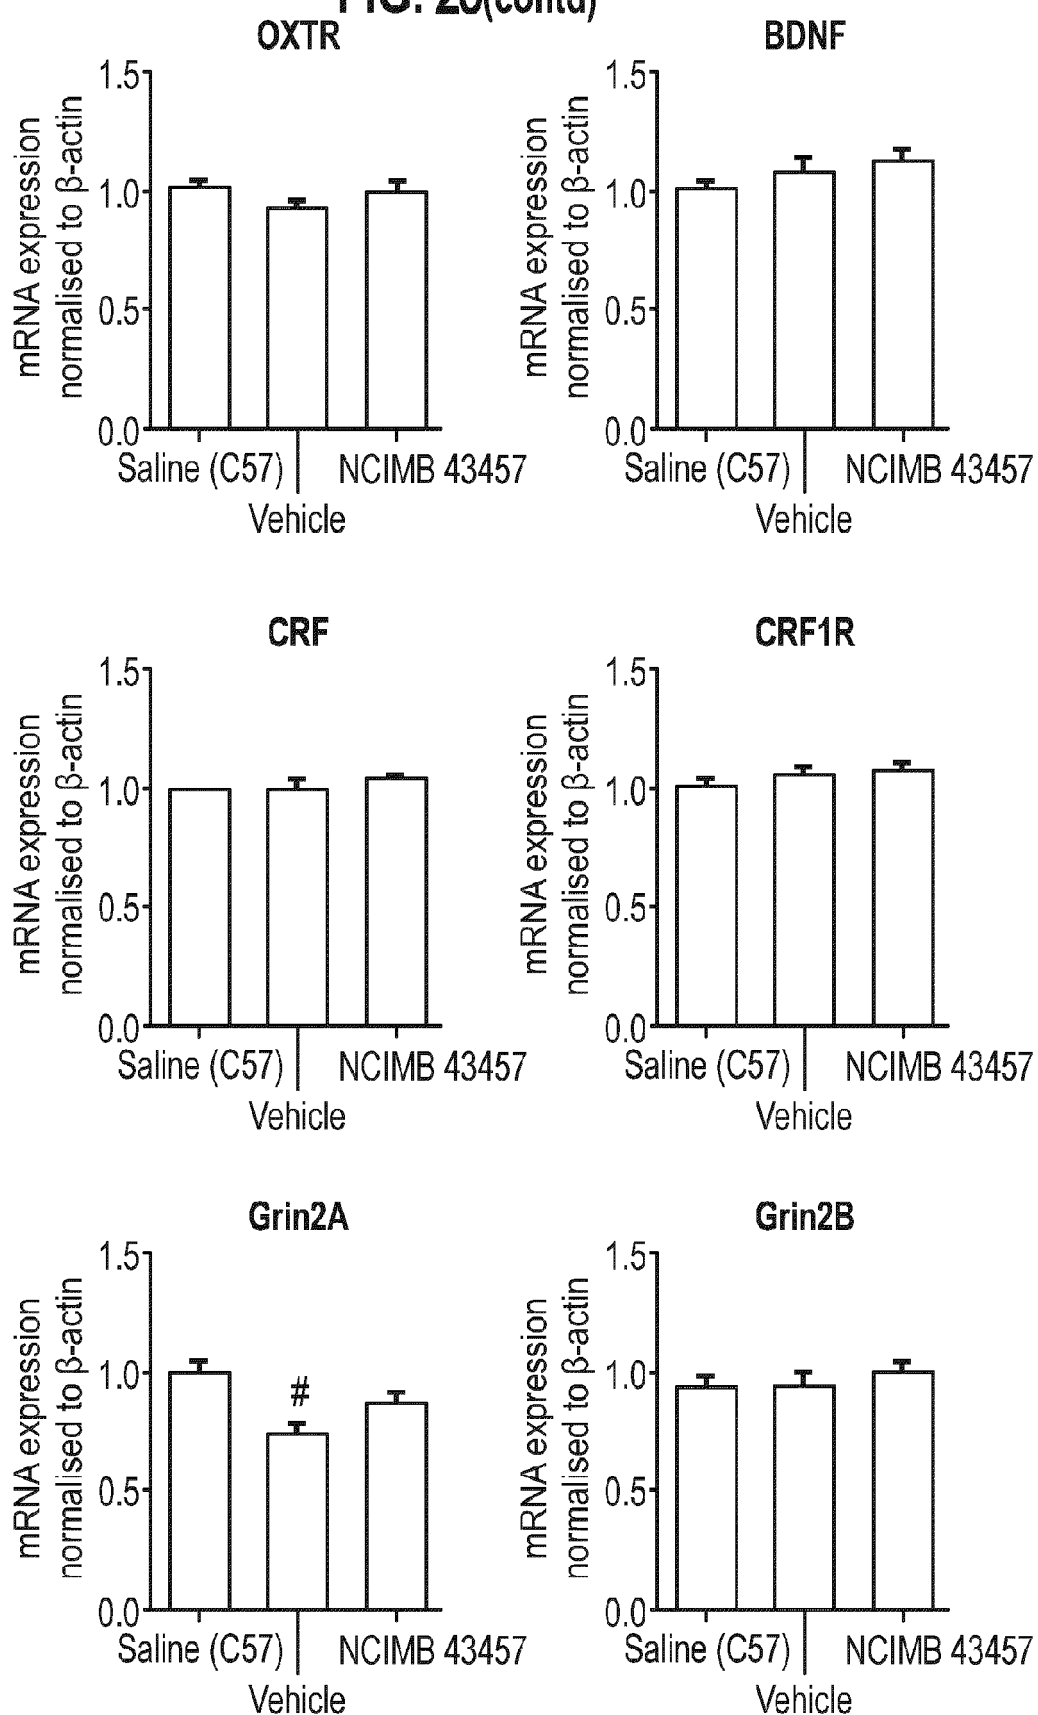 (contd)
OXTR
mRNA expression
normalised to β-actin
1.5
1.0
0.5
0.0
Saline (C57)
NCIMB 43457
Vehicle
BDNF
mRNA expression
normalised to β-actin
1.5
1.0
0.5
0.0
Saline (C57)
NCIMB 43457
Vehicle
CRF
mRNA expression
normalised to β-actin
1.5
1.0
0.5
0.0
Saline (C57)
NCIMB 43457
Vehicle
CRF1R
mRNA expression
normalised to β-actin
1.5
1.0
0.5
0.0
Saline (C57)
NCIMB 43457
Vehicle
Grin2A
mRNA expression
normalised to β-actin
1.5
1.0
0.5
0.0
#
Saline (C57)
NCIMB 43457
Vehicle
Grin2B
mRNA expression
normalised to β-actin
1.5
1.0
0.5
0.0
Saline (C57)
NCIMB 43457
Vehicle